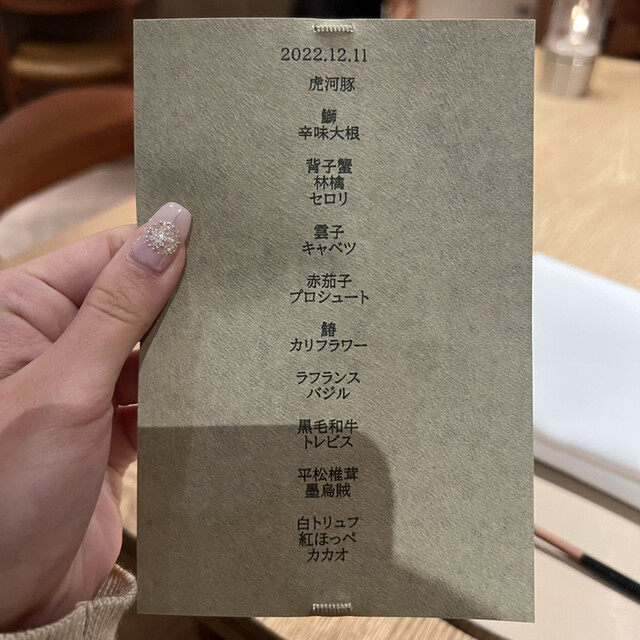 2022.12.11
虎河豚
鰤
辛味大根
背子蟹
林檎
セロリ
雲子
キャベツ
赤茄子
プロシュート
鰆
カリフラワー
ラフランス
バジル
黒毛和牛
トレビス
平松椎茸
墨烏賊
白トリュフ
紅ほっぺ
カカオ